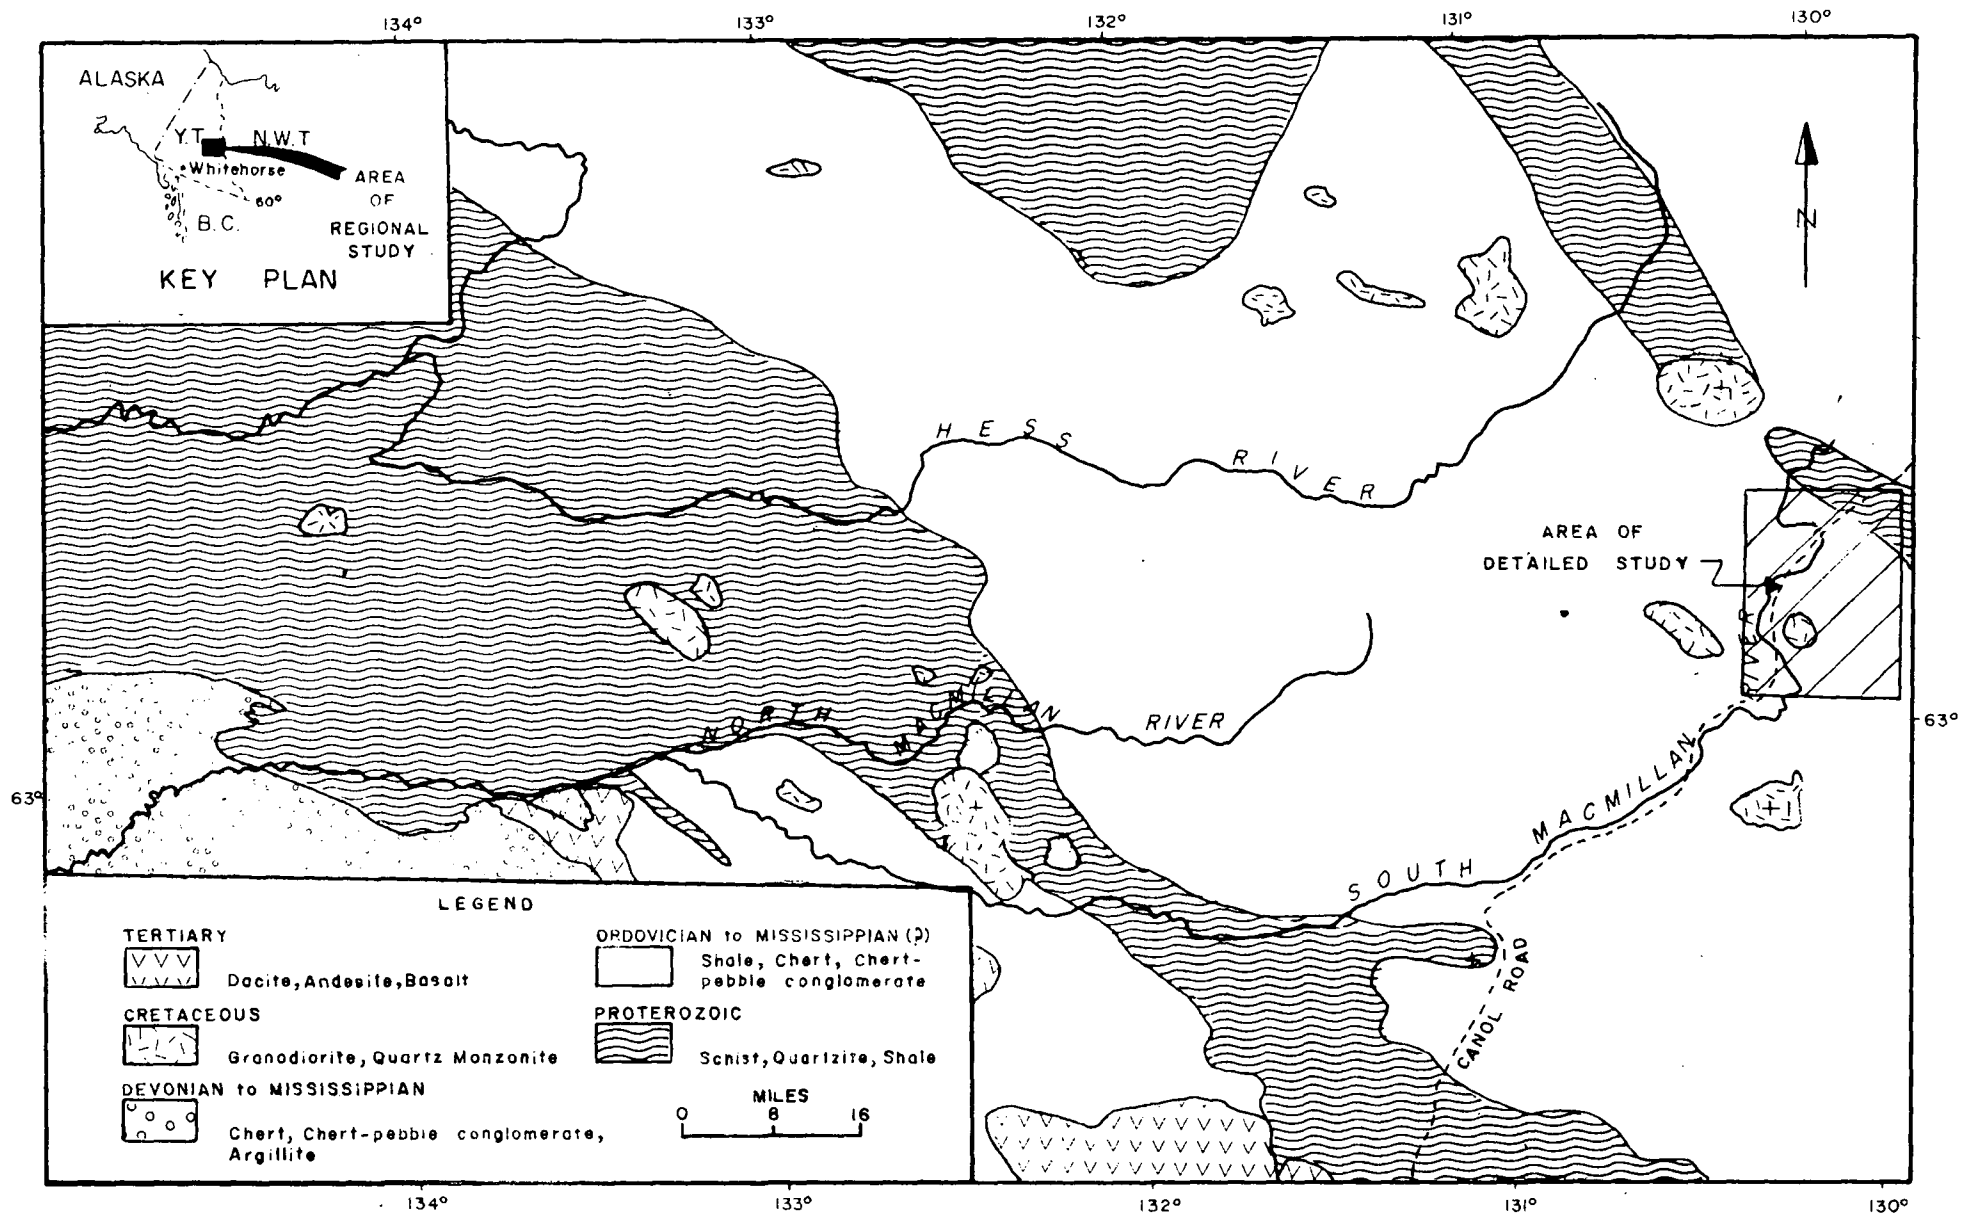 134° 133° 132° 131° 130°
ALASKA
Y.T. N.W.T
Whitehorse
60°
B.C.
AREA
OF
REGIONAL
STUDY
KEY PLAN
N
HESS RIVER
AREA OF
DETAILED STUDY
RIVER
NORTH MACMILLAN RIVER
63°
63°
SOUTH MACMILLAN
CANOL ROAD
LEGEND
TERTIARY
Dacite, Andesite, Basalt
CRETACEOUS
Granodiorite, Quartz Monzonite
DEVONIAN to MISSISSIPPIAN
Chert, Chert-pebble conglomerate,
Argillite
ORDOVICIAN to MISSISSIPPIAN (?)
Shale, Chert, Chert-
pebble conglomerate
PROTEROZOIC
Schist, Quartzite, Shale
MILES
0 8 16
134° 133° 132° 131° 130°